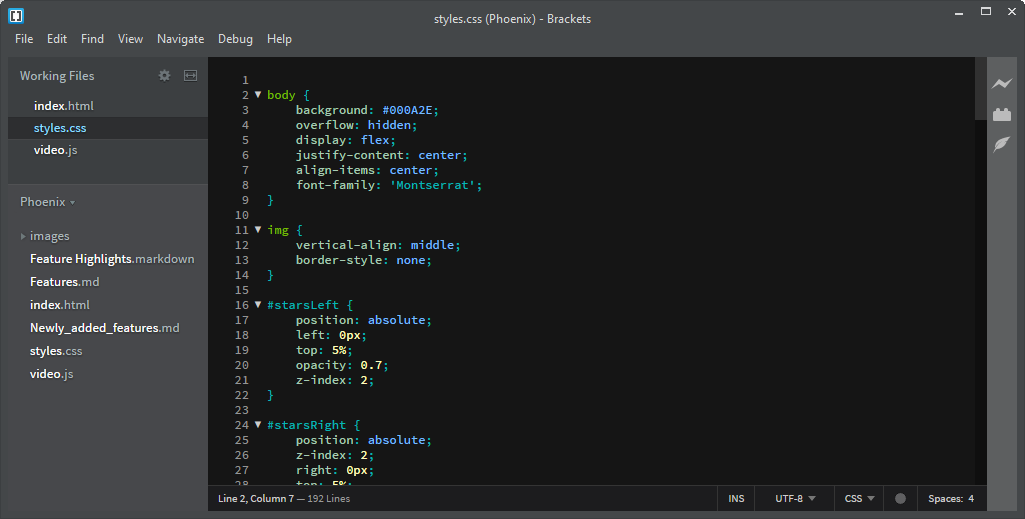 styles.css (Phoenix) - Brackets
File Edit Find View Navigate Debug Help
Working Files
index.html
styles.css
video.js
Phoenix
images
Feature Highlights.markdown
Features.md
index.html
Newly_added_features.md
styles.css
video.js
1
2 body {
3     background: #000A2E;
4     overflow: hidden;
5     display: flex;
6     justify-content: center;
7     align-items: center;
8     font-family: 'Montserrat';
9 }
10
11 img {
12     vertical-align: middle;
13     border-style: none;
14 }
15
16 #starsLeft {
17     position: absolute;
18     left: 0px;
19     top: 5%;
20     opacity: 0.7;
21     z-index: 2;
22 }
23
24 #starsRight {
25     position: absolute;
26     z-index: 2;
27     right: 0px;
28     top: 5%;
Line 2, Column 7 — 192 Lines INS UTF-8 CSS Spaces: 4